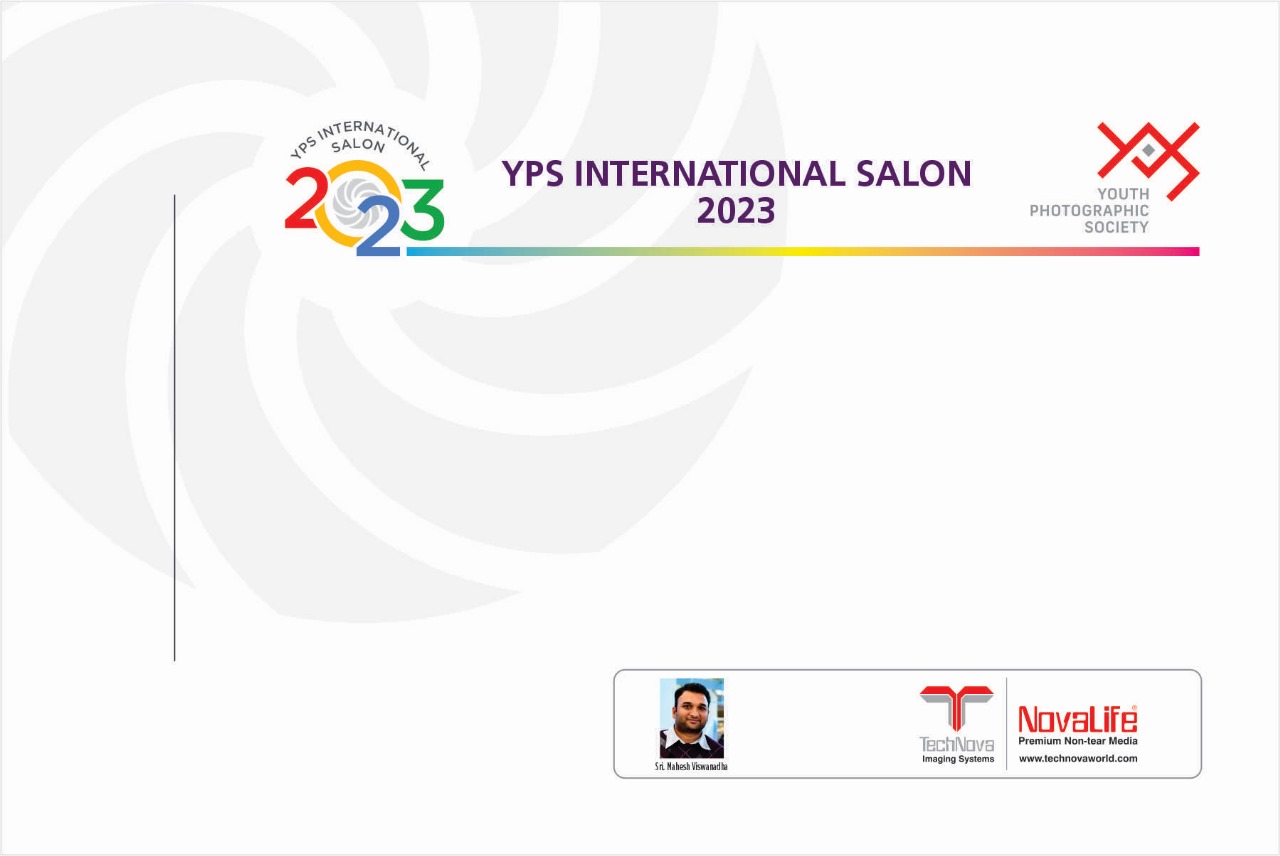 YPS INTERNATIONAL
SALON
2023
YPS INTERNATIONAL SALON
2023
YOUTH
PHOTOGRAPHIC
SOCIETY
Sri. Mahesh Viswanadha
TechNova
Imaging Systems
NovaLife®
Premium Non-tear Media
www.technovaworld.com